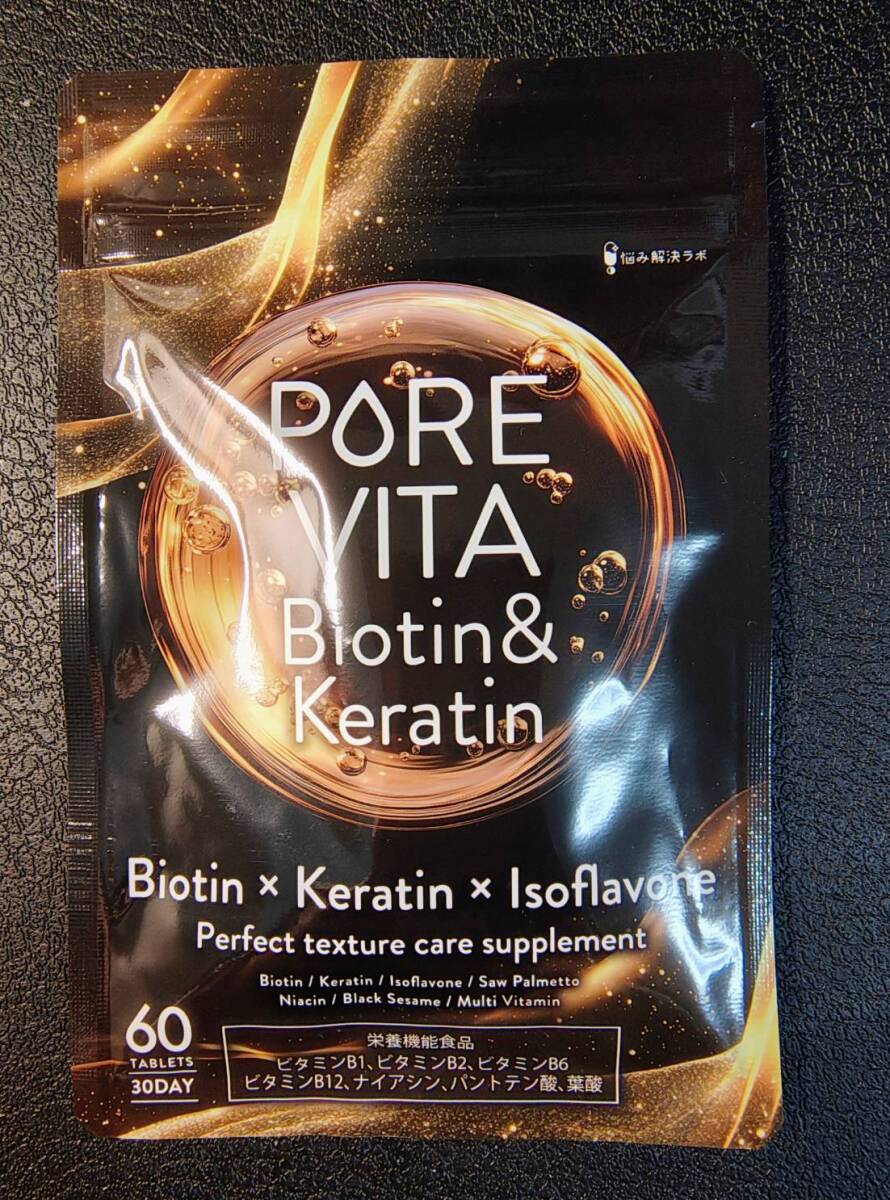 悩み解決ラボ
PORE
VITA
Biotin&
Keratin
Biotin × Keratin × Isoflavone
Perfect texture care supplement
Biotin / Keratin / Isoflavone / Saw Palmetto
Niacin / Black Sesame / Multi Vitamin
60
TABLETS
30DAY
栄養機能食品
ビタミンB1、ビタミンB2、ビタミンB6
ビタミンB12、ナイアシン、パントテン酸、葉酸